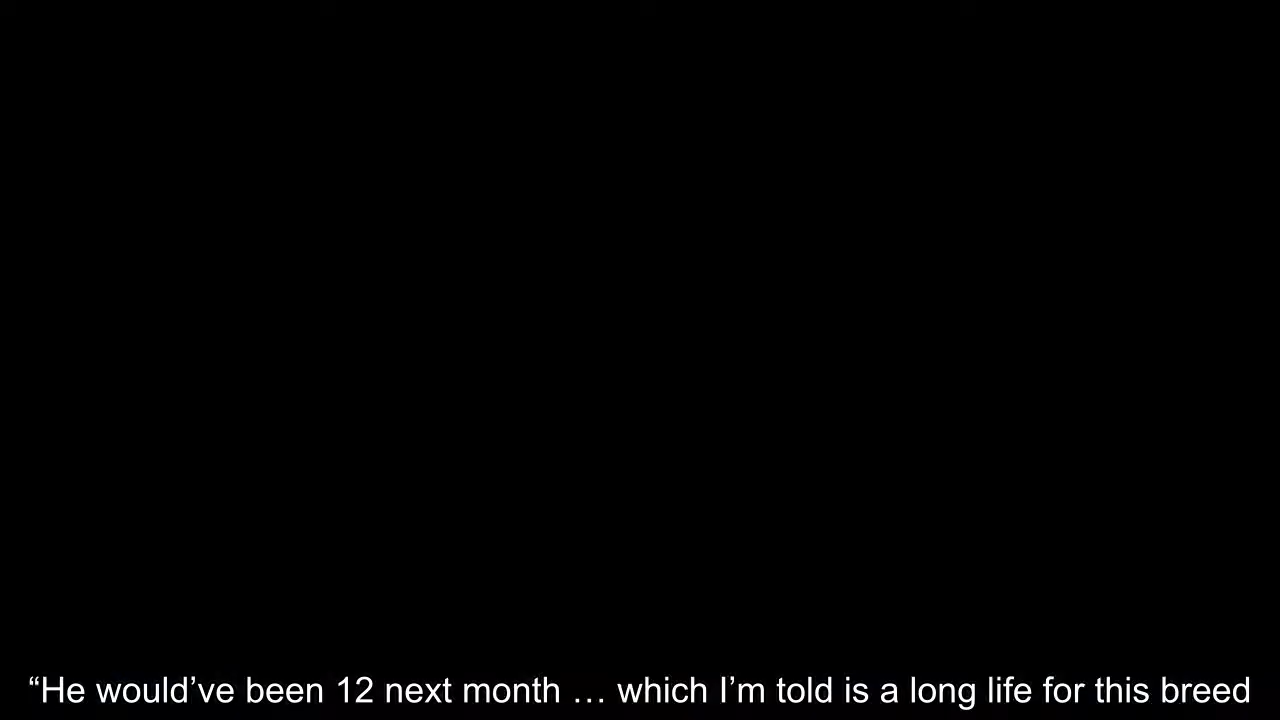 “He would’ve been 12 next month … which I’m told is a long life for this breed